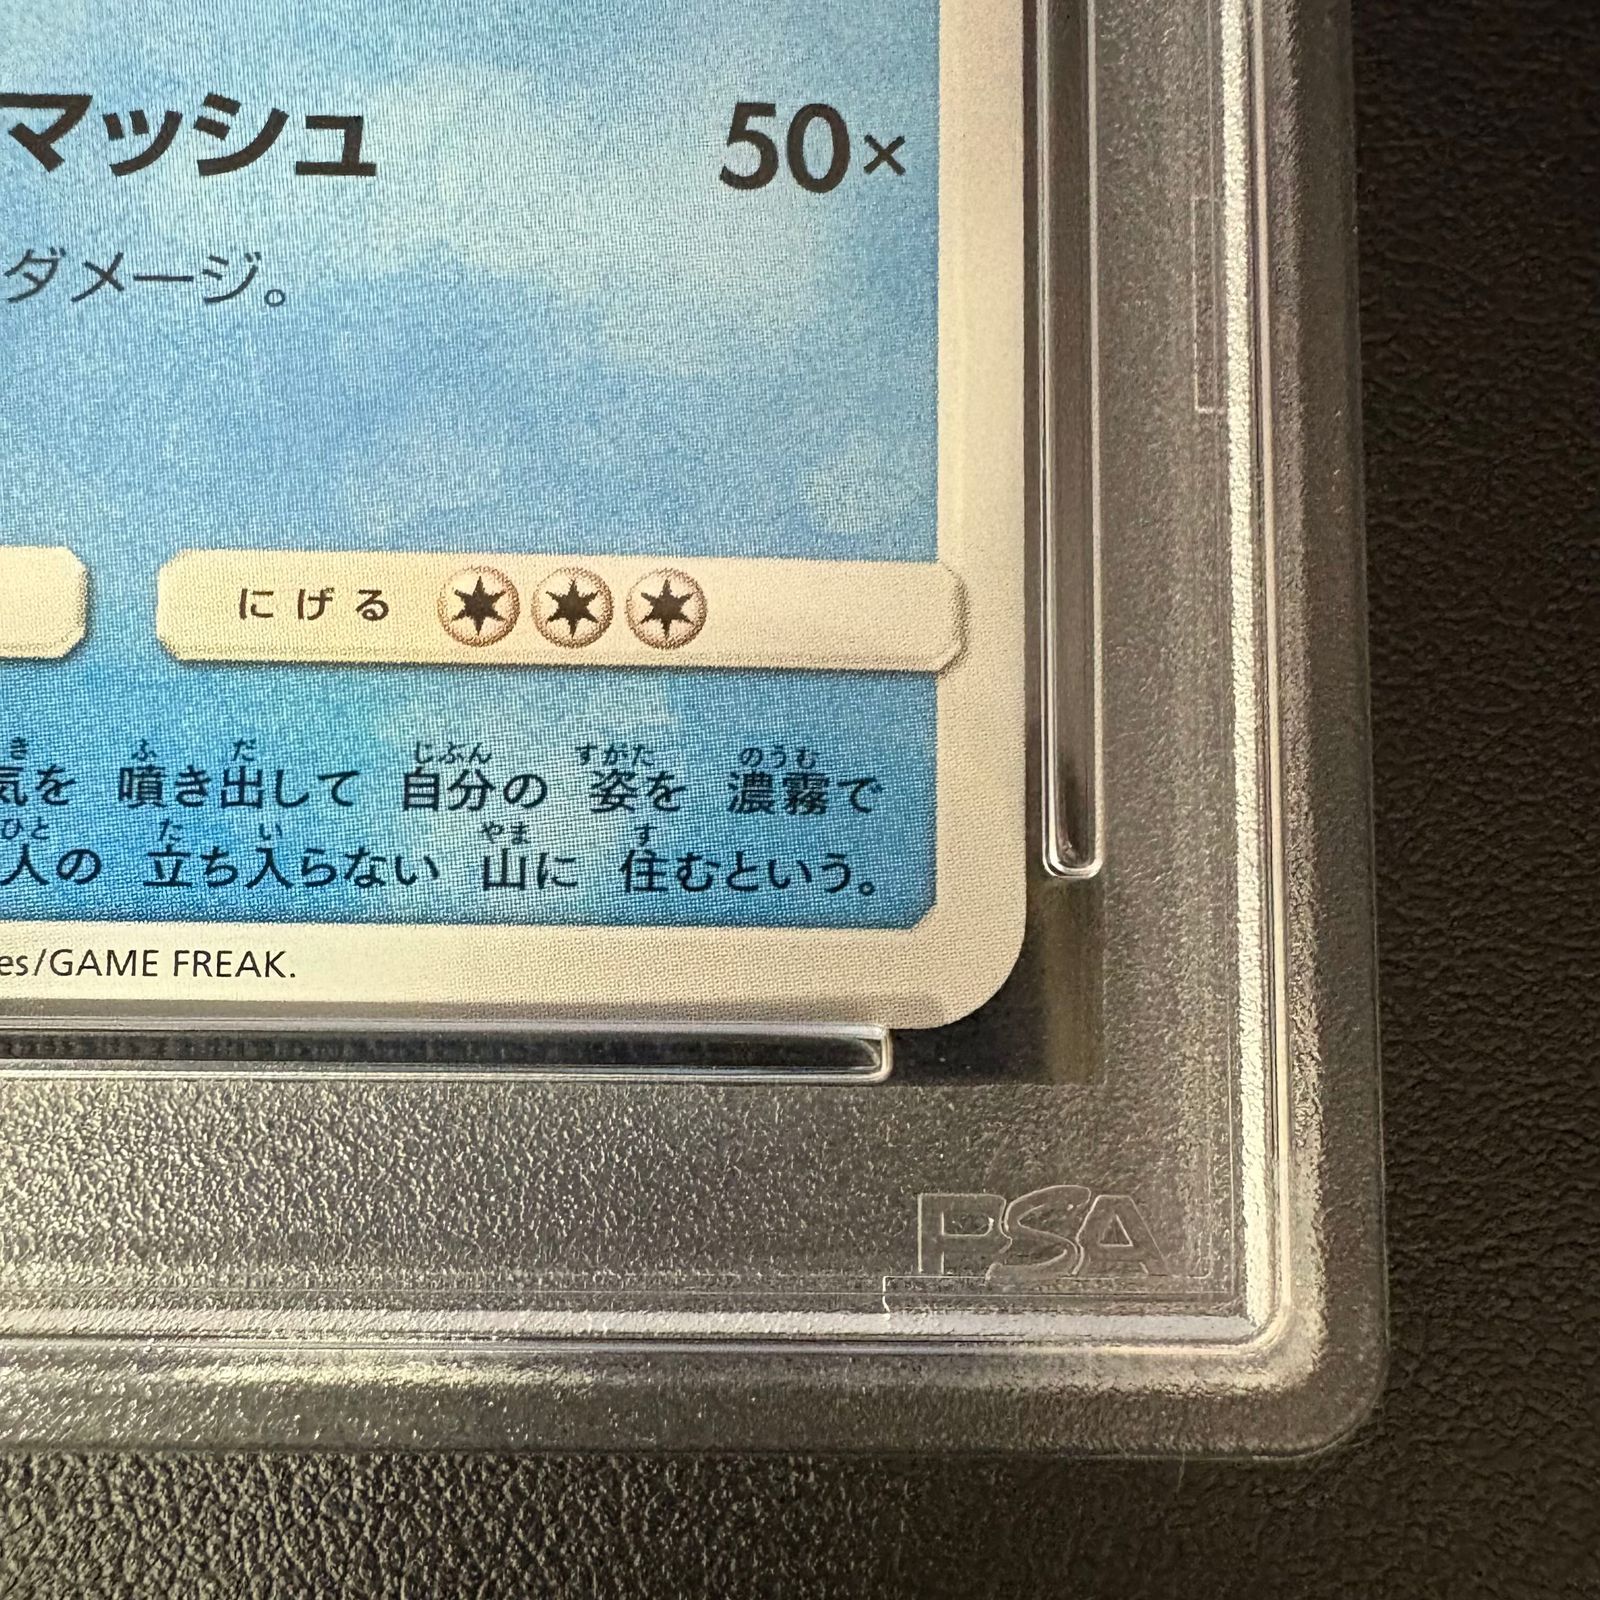 マッシュ 50×
ダメージ。
にげる
気を 噴き出して 自分の 姿を 濃霧で
人の 立ち入らない 山に 住むという。
es/GAME FREAK.
PSA